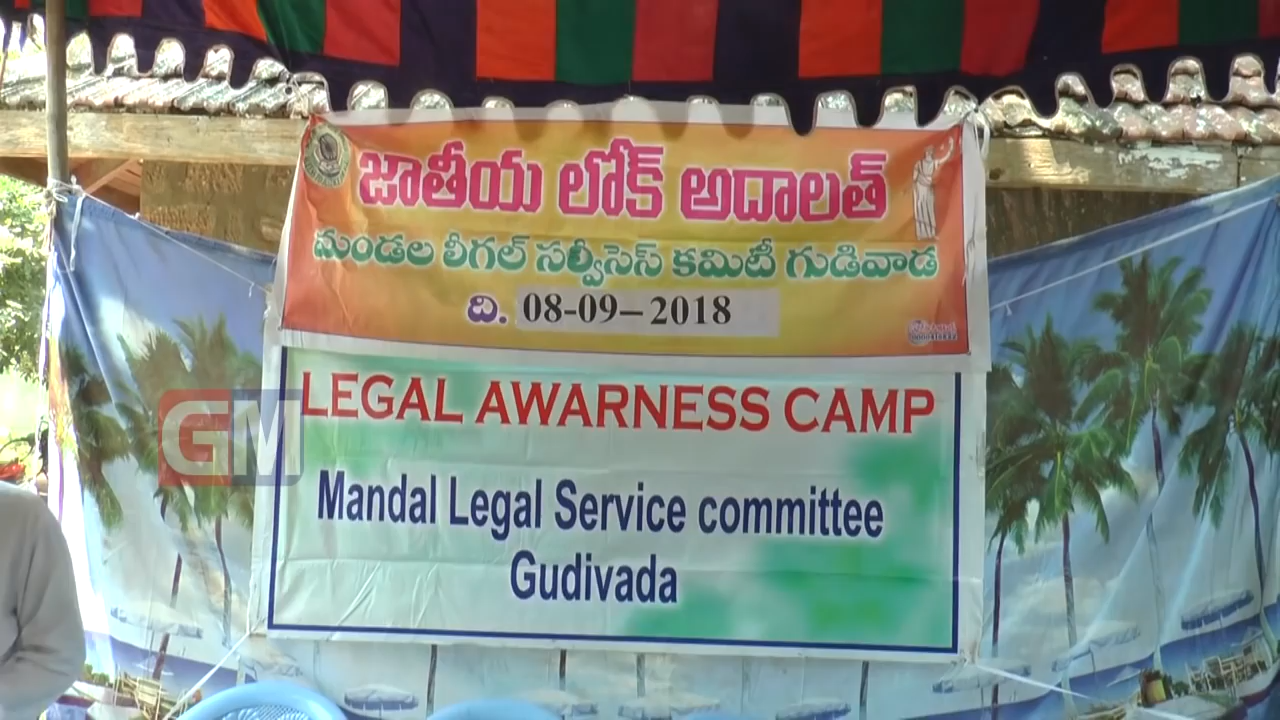 జాతీయ లోక్ అదాలత్
మండల లీగల్ సర్వీసెస్ కమిటీ గుడివాడ
ది. 08-09-2018
LEGAL AWARNESS CAMP
GM
Mandal Legal Service committee
Gudivada